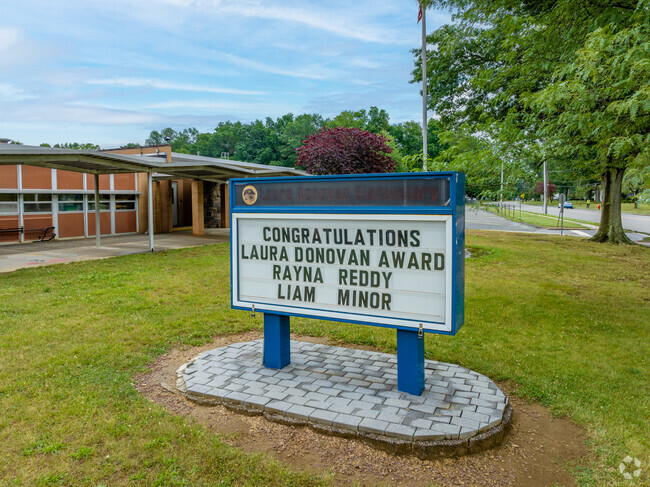 CONGRATULATIONS
LAURA DONOVAN AWARD
RAYNA REDDY
LIAM MINOR